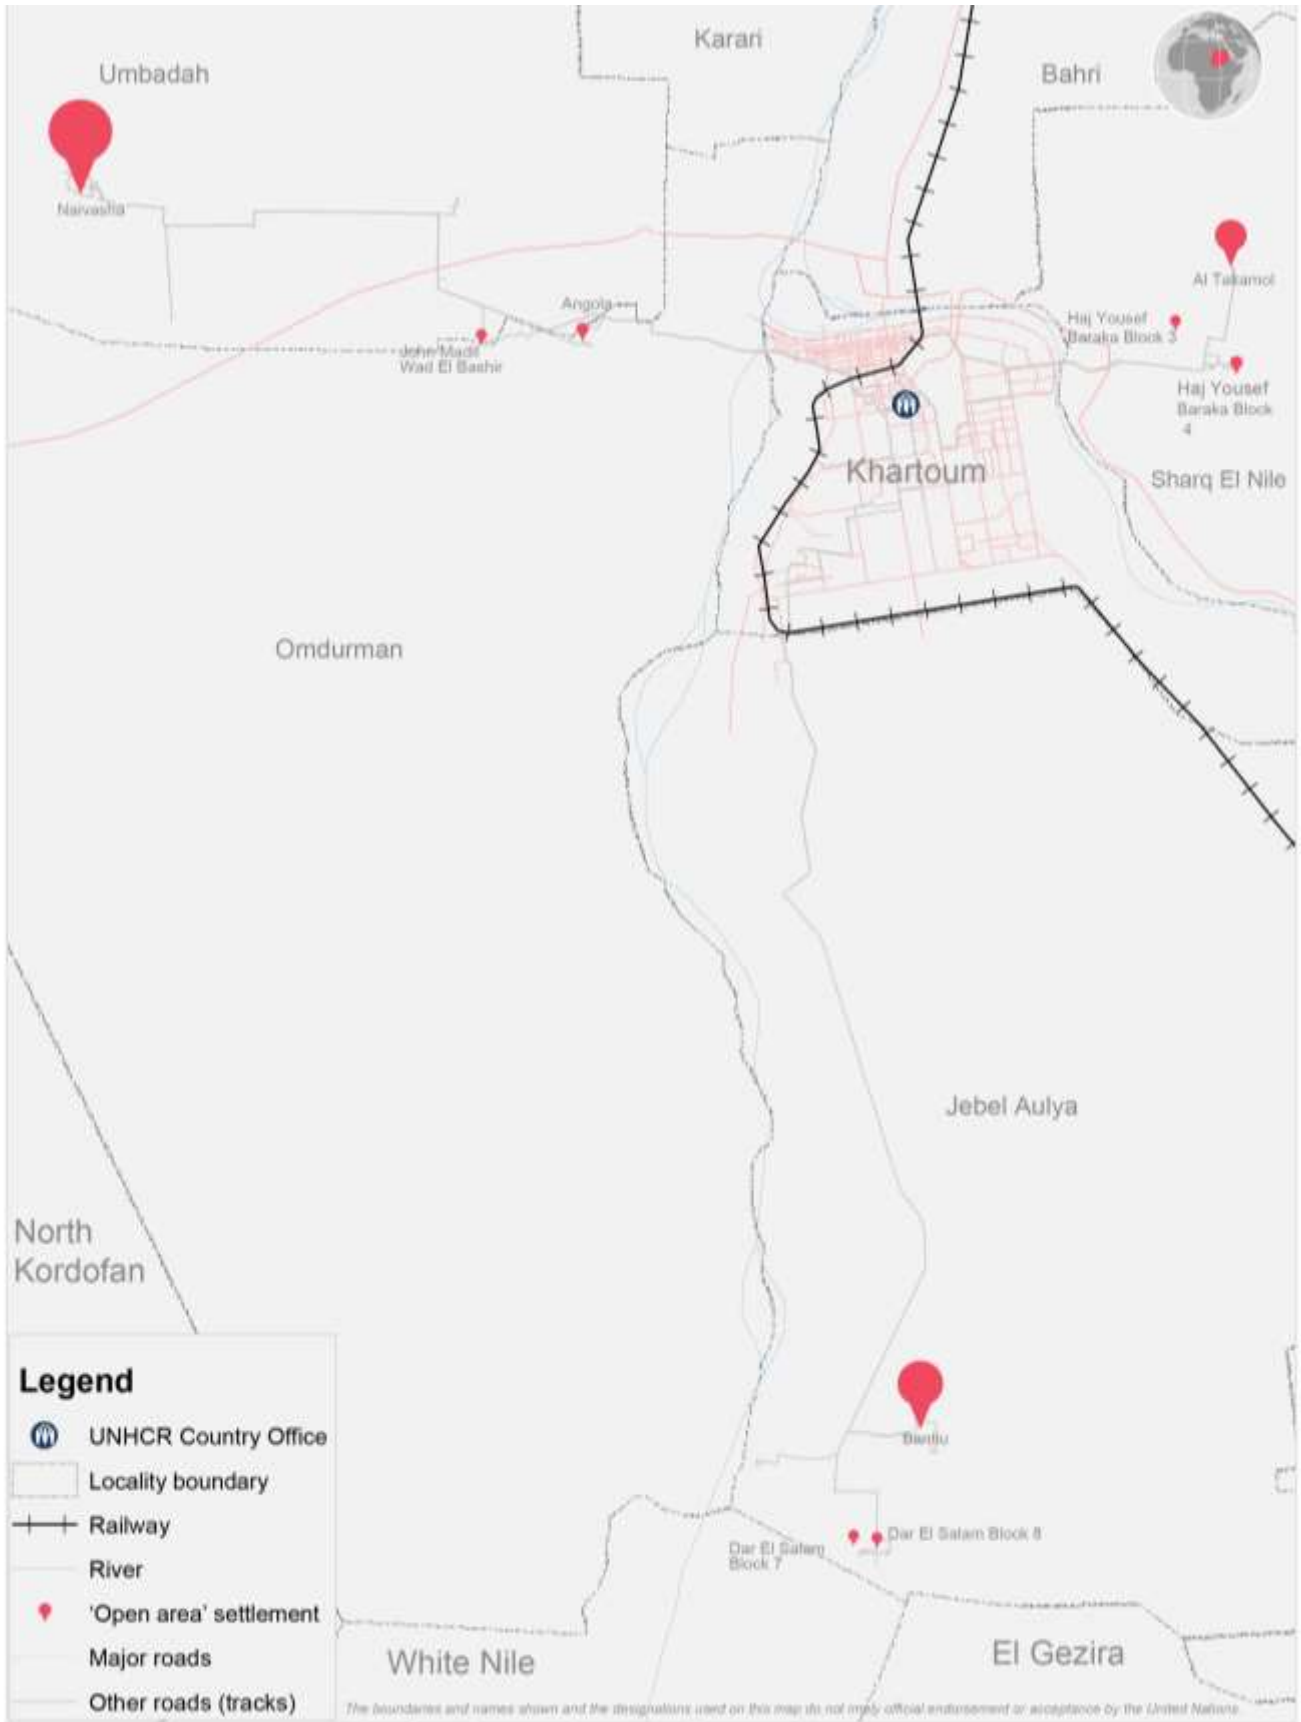 Karari
Umbadah
Bahri
Naivasha
Al Takamol
Angola
Haj Yousef
Baraka Block 3
John Madit
Wad El Bashir
Haj Yousef
Baraka Block
4
Khartoum
Sharq El Nile
Omdurman
Jebel Aulya
North
Kordofan
Bantiu
Dar El Salam Block 8
Dar El Salam
Block 7
White Nile
El Gezira
Legend
UNHCR Country Office
Locality boundary
Railway
River
'Open area' settlement
Major roads
Other roads (tracks)
The boundaries and names shown and the designations used on this map do not imply official endorsement or acceptance by the United Nations.